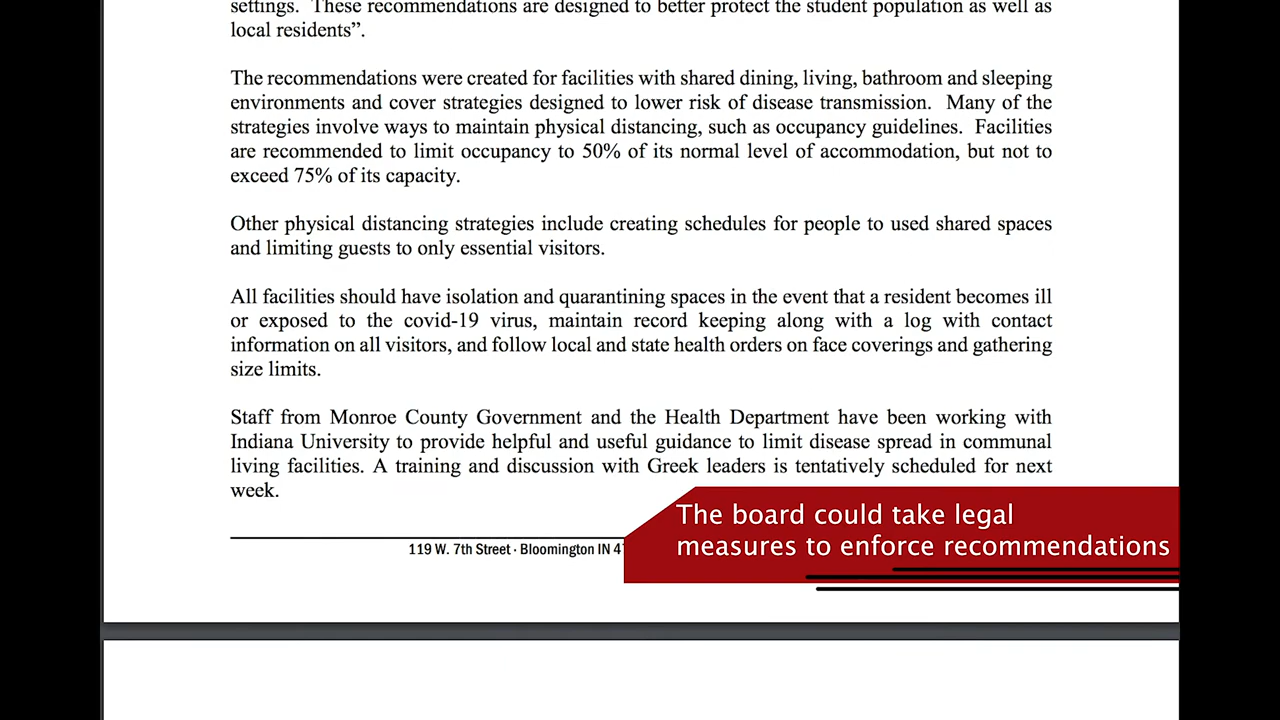 settings. These recommendations are designed to better protect the student population as well as
local residents”.
The recommendations were created for facilities with shared dining, living, bathroom and sleeping
environments and cover strategies designed to lower risk of disease transmission. Many of the
strategies involve ways to maintain physical distancing, such as occupancy guidelines. Facilities
are recommended to limit occupancy to 50% of its normal level of accommodation, but not to
exceed 75% of its capacity.
Other physical distancing strategies include creating schedules for people to used shared spaces
and limiting guests to only essential visitors.
All facilities should have isolation and quarantining spaces in the event that a resident becomes ill
or exposed to the covid-19 virus, maintain record keeping along with a log with contact
information on all visitors, and follow local and state health orders on face coverings and gathering
size limits.
Staff from Monroe County Government and the Health Department have been working with
Indiana University to provide helpful and useful guidance to limit disease spread in communal
living facilities. A training and discussion with Greek leaders is tentatively scheduled for next
week.
119 W. 7th Street · Bloomington IN
The board could take legal
measures to enforce recommendations